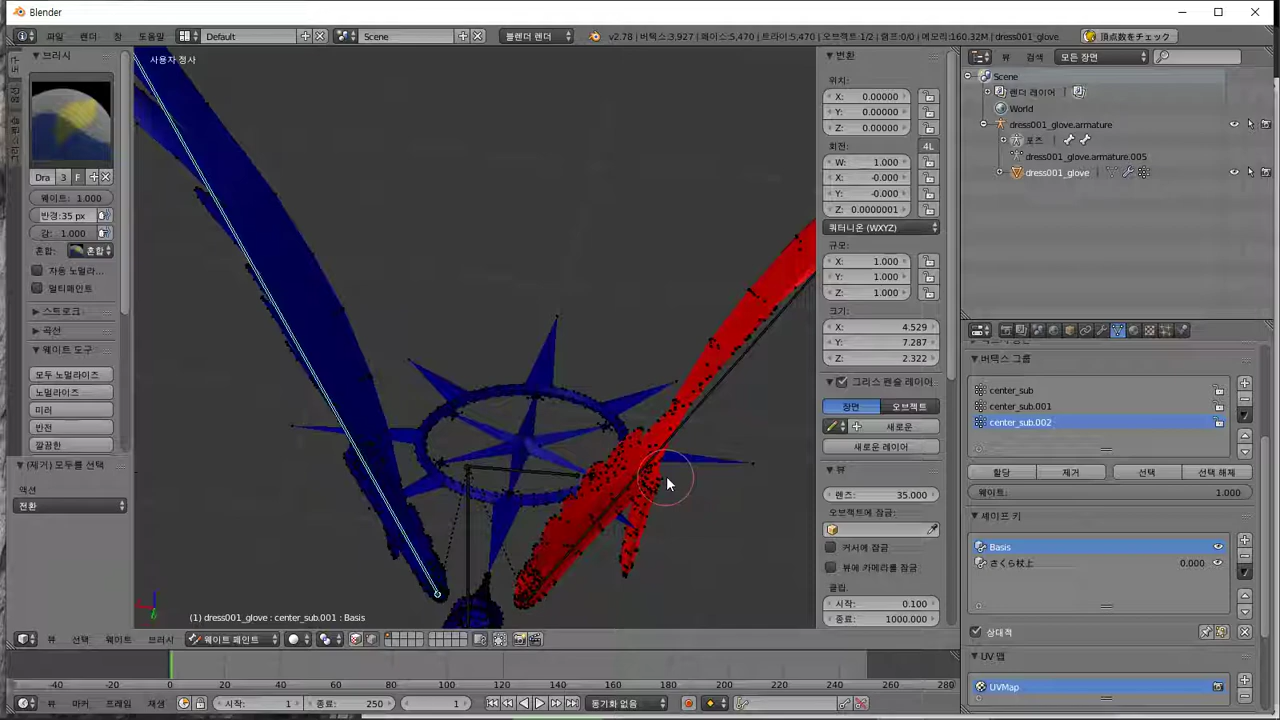 Blender
파일 렌더 창 도움말 Default Scene 블렌더 렌더 v2.78 | 버텍스:3,927 | 페이스:5,470 | 트라이:5,470 | 오브젝트:1/2 | 램프:0/0 | 메모리:160.32M | dress001_glove 頂点数をチェック
브러시
사용자 정사
Dra 3 F
웨이트: 1.000
반경:35 px
강: 1.000
혼합: 혼합
자동 노멀라...
멀티페인트
스트로크
곡선
웨이트 도구
모두 노멀라이즈
노멀라이즈
미러
반전
깔끔한
(제거) 모두를 선택
액션
전환
(1) dress001_glove : center_sub.001 : Basis
변환
위치:
X: 0.00000
Y: 0.00000
Z: 0.00000
회전: 4L
W: 1.000
X: -0.000
Y: -0.000
Z: 0.0000001
쿼터니온 (WXYZ)
규모:
X: 1.000
Y: 1.000
Z: 1.000
크기:
X: 4.529
Y: 7.287
Z: 2.322
그리스 펜슬 레이어
장면 오브젝트
새로운
새로운 레이어
뷰
렌즈: 35.000
오브젝트에 잠금:
커서에 잠금
뷰에 카메라를 잠금
클립:
시작: 0.100
종료: 1000.000
뷰 검색 모든 장면
Scene
렌더 레이어
World
dress001_glove.armature
포즈
dress001_glove.armature.005
dress001_glove
버텍스 그룹
center_sub
center_sub.001
center_sub.002
할당 제거 선택 선택 해제
웨이트: 1.000
셰이프 키
Basis
さくら杖上 0.000
상대적
UV 맵
UVMap
뷰 선택 웨이트 브러시 웨이트 페인트
-40 -20 0 20 40 60 80 100 120 140 160 180 200 220 240 260 280
뷰 마커 프레임 재생 시작: 1 종료: 250 1 동기화 없음